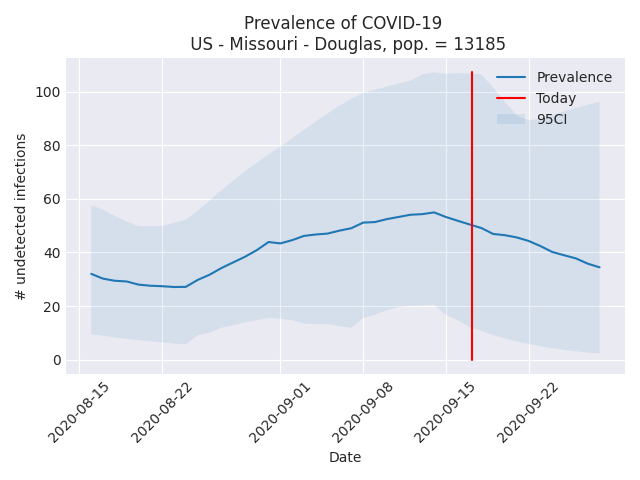 Prevalence of COVID-19
US - Missouri - Douglas, pop. = 13185
Prevalence
Today
95CI
# undetected infections
100
80
60
40
20
0
2020-08-15
2020-08-22
2020-09-01
2020-09-08
2020-09-15
2020-09-22
Date